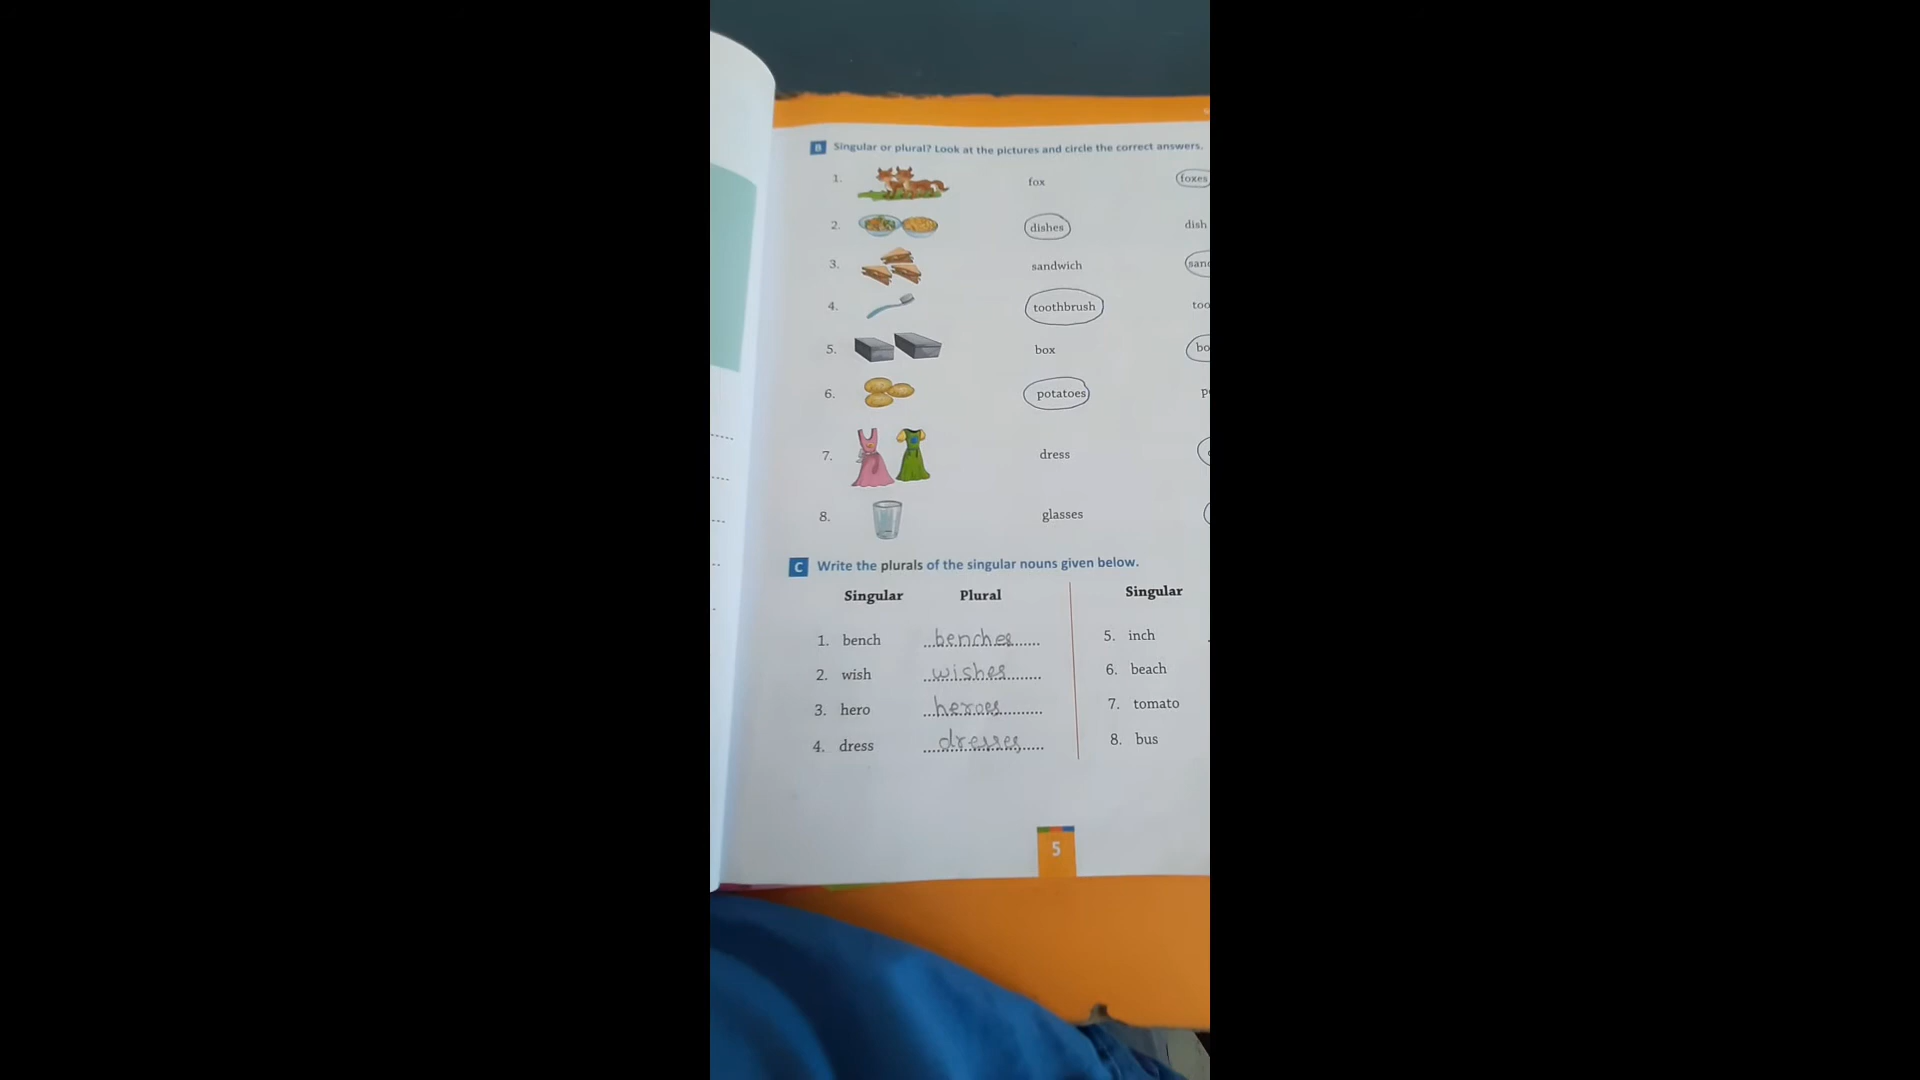 B Singular or plural? Look at the pictures and circle the correct answers.
1. fox foxes
2. dishes dish
3. sandwich
4. toothbrush
5. box
6. potatoes
7. dress
8. glasses
C Write the plurals of the singular nouns given below.
Singular Plural Singular
1. bench benches 5. inch
2. wish wishes 6. beach
3. hero heroes 7. tomato
4. dress dresses 8. bus
5